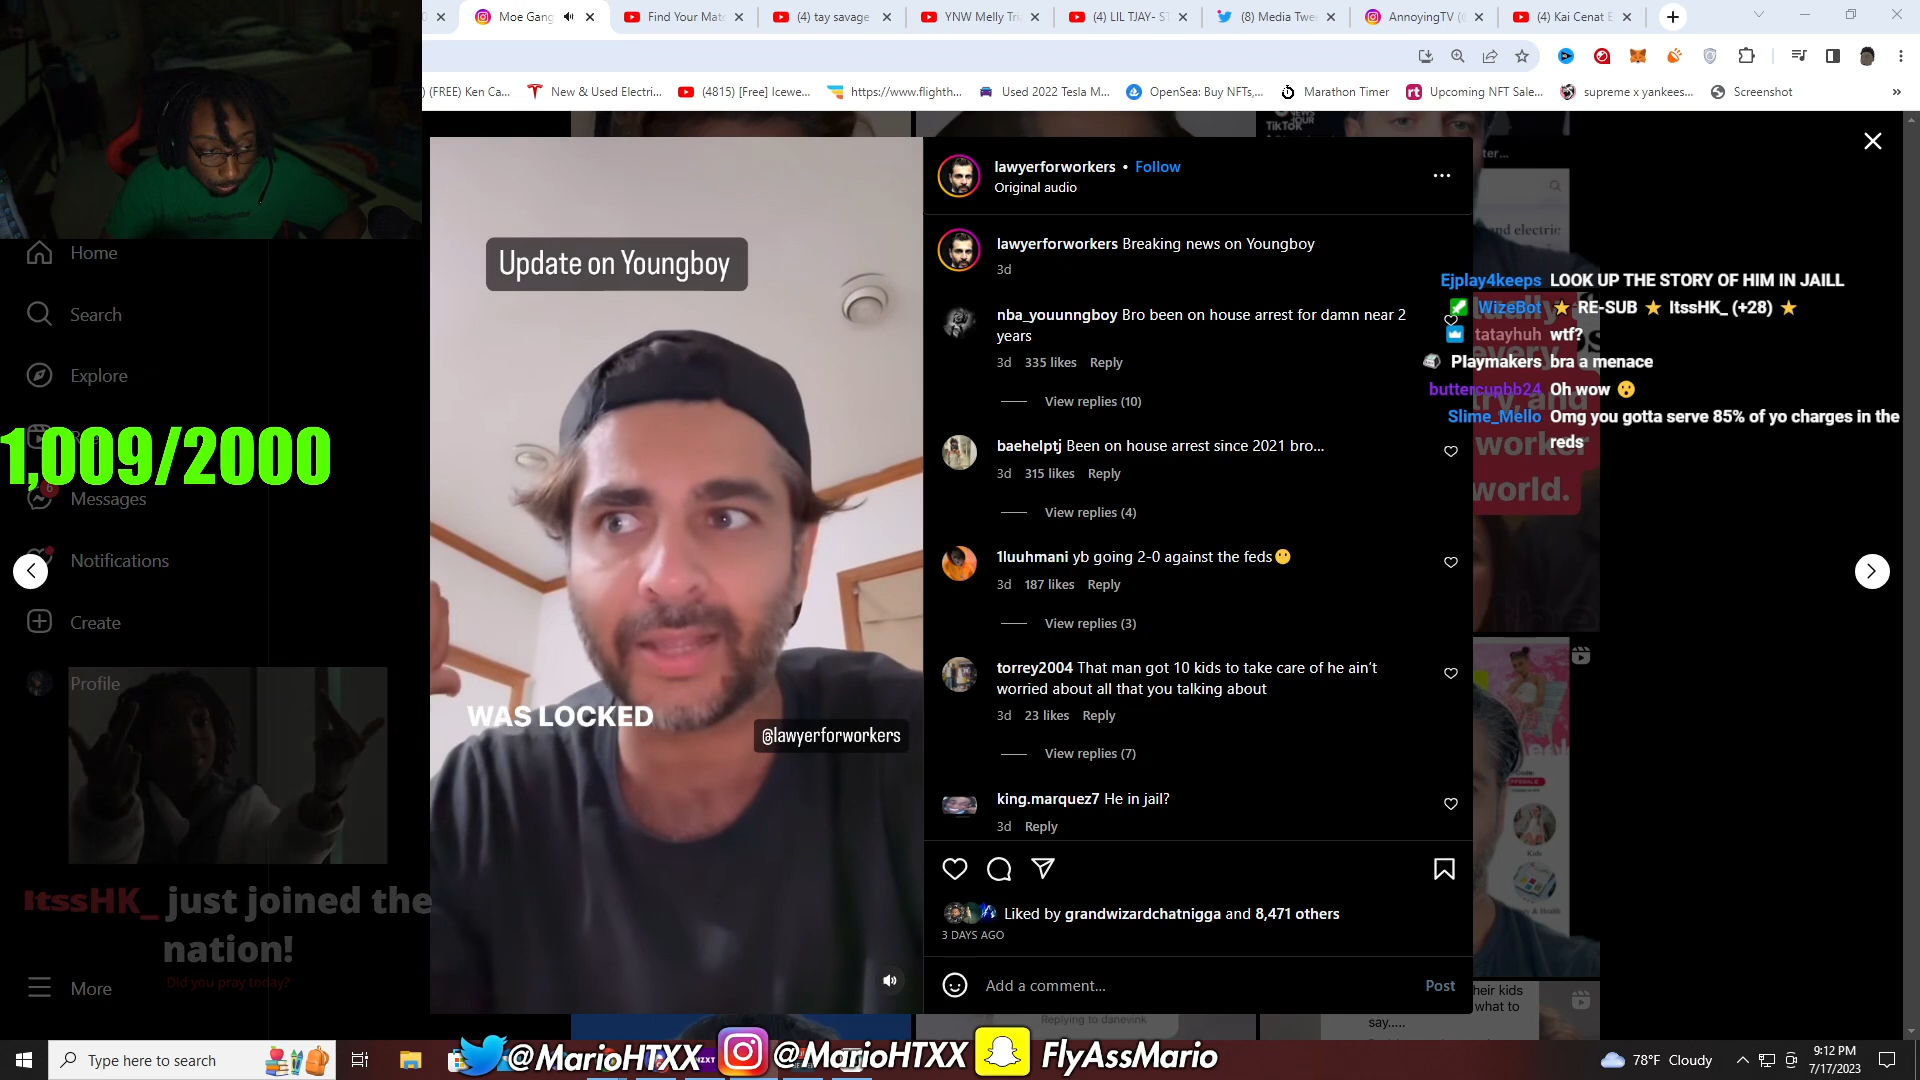 Moe Gang
Find Your Mat
(4) tay savage
YNW Melly Tri
(4) LIL TJAY- ST
(8) Media Twe
AnnoyingTV (
(4) Kai Cenat E
(FREE) Ken Ca...
New & Used Electri...
(4815) [Free] Icewe...
https://www.flighth...
Used 2022 Tesla M...
OpenSea: Buy NFTs,...
Marathon Timer
Upcoming NFT Sale...
supreme x yankees...
Screenshot
»
Home
Search
Explore
1,009/2000
6
Messages
Notifications
Create
Profile
ItssHK_ just joined the
nation!
Did you pray today?
More
Update on Youngboy
WAS LOCKED
@lawyerforworkers
lawyerforworkers • Follow
Original audio
lawyerforworkers Breaking news on Youngboy
3d
nba_youunngboy Bro been on house arrest for damn near 2
years
3d 335 likes Reply
View replies (10)
baehelptj Been on house arrest since 2021 bro...
3d 315 likes Reply
View replies (4)
1luuhmani yb going 2-0 against the feds😶
3d 187 likes Reply
View replies (3)
torrey2004 That man got 10 kids to take care of he ain't
worried about all that you talking about
3d 23 likes Reply
View replies (7)
king.marquez7 He in jail?
3d Reply
Liked by grandwizardchatnigga and 8,471 others
3 DAYS AGO
Add a comment...
Post
TikTok
ter...
and electric
Ejplay4keeps LOOK UP THE STORY OF HIM IN JAILL
WizeBot ⭐ RE-SUB ⭐ ItssHK_ (+28) ⭐
tatayhuh wtf?
Playmakers bra a menace
buttercupbb24 Oh wow 😮
Slime_Mello Omg you gotta serve 85% of yo charges in the
reds
every
try, and
worker
world.
Kids
heir kids
what to
say.....
Replying to danevink
Type here to search
@MarioHTXX
@MarioHTXX
FlyAssMario
78°F Cloudy
9:12 PM
7/17/2023